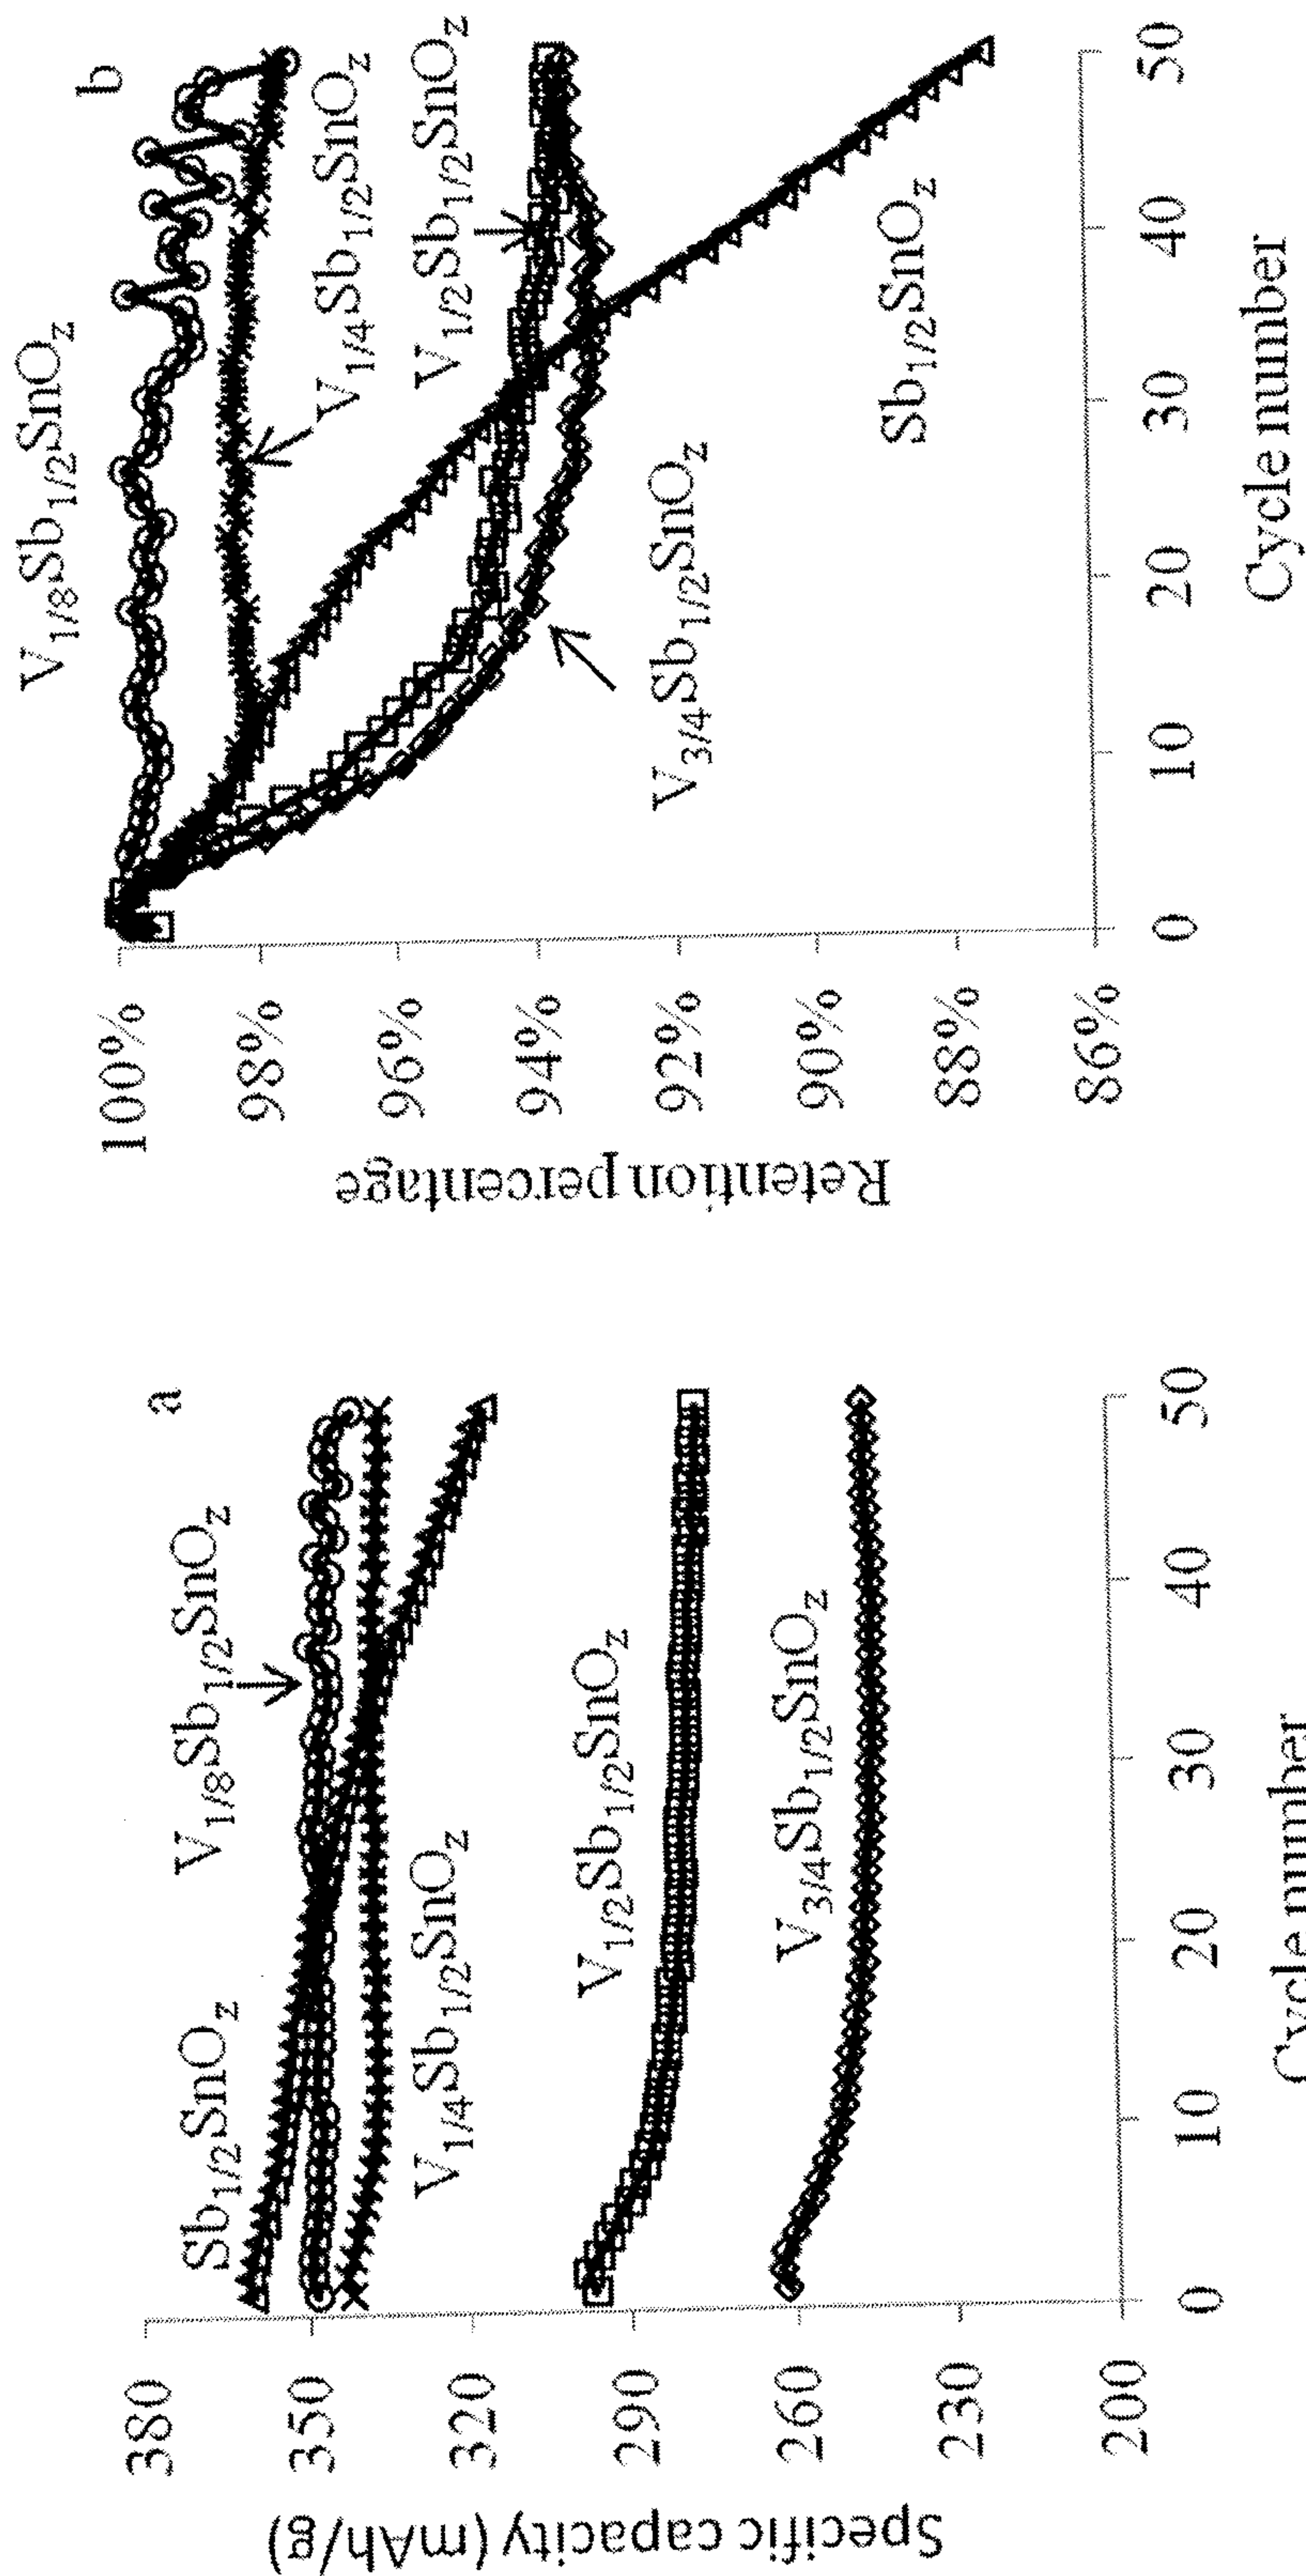 a
Specific capacity (mAh/g)
380
350
320
290
260
230
200
Sb1/2SnOz
V1/8Sb1/2SnOz
V1/4Sb1/2SnOz
V1/2Sb1/2SnOz
V3/4Sb1/2SnOz
0 10 20 30 40 50
Cycle number
b
Retention percentage
100%
98%
96%
94%
92%
90%
88%
86%
V1/8Sb1/2SnOz
V1/4Sb1/2SnOz
V1/2Sb1/2SnOz
V3/4Sb1/2SnOz
Sb1/2SnOz
0 10 20 30 40 50
Cycle number